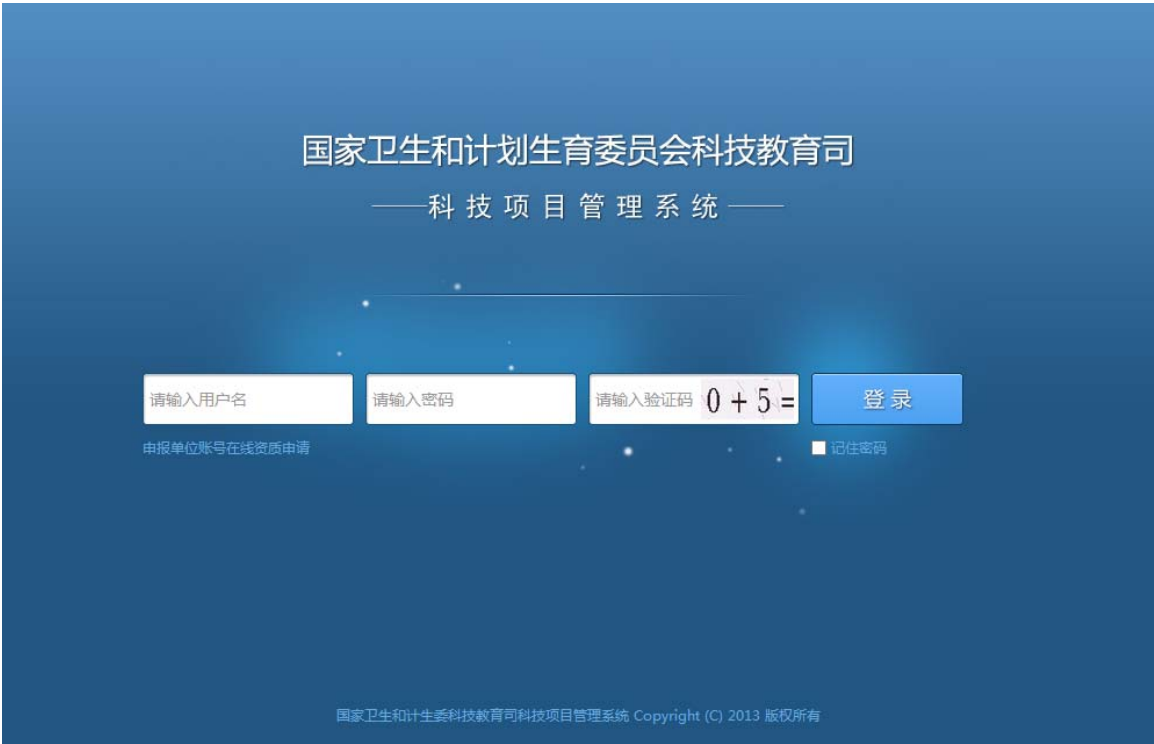 国家卫生和计划生育委员会科技教育司
科技项目管理系统
请输入用户名 请输入密码 请输入验证码 0 + 5 = 登录
申报单位账号在线资质申请 记住密码
国家卫生和计生委科技教育司科技项目管理系统 Copyright (C) 2013 版权所有